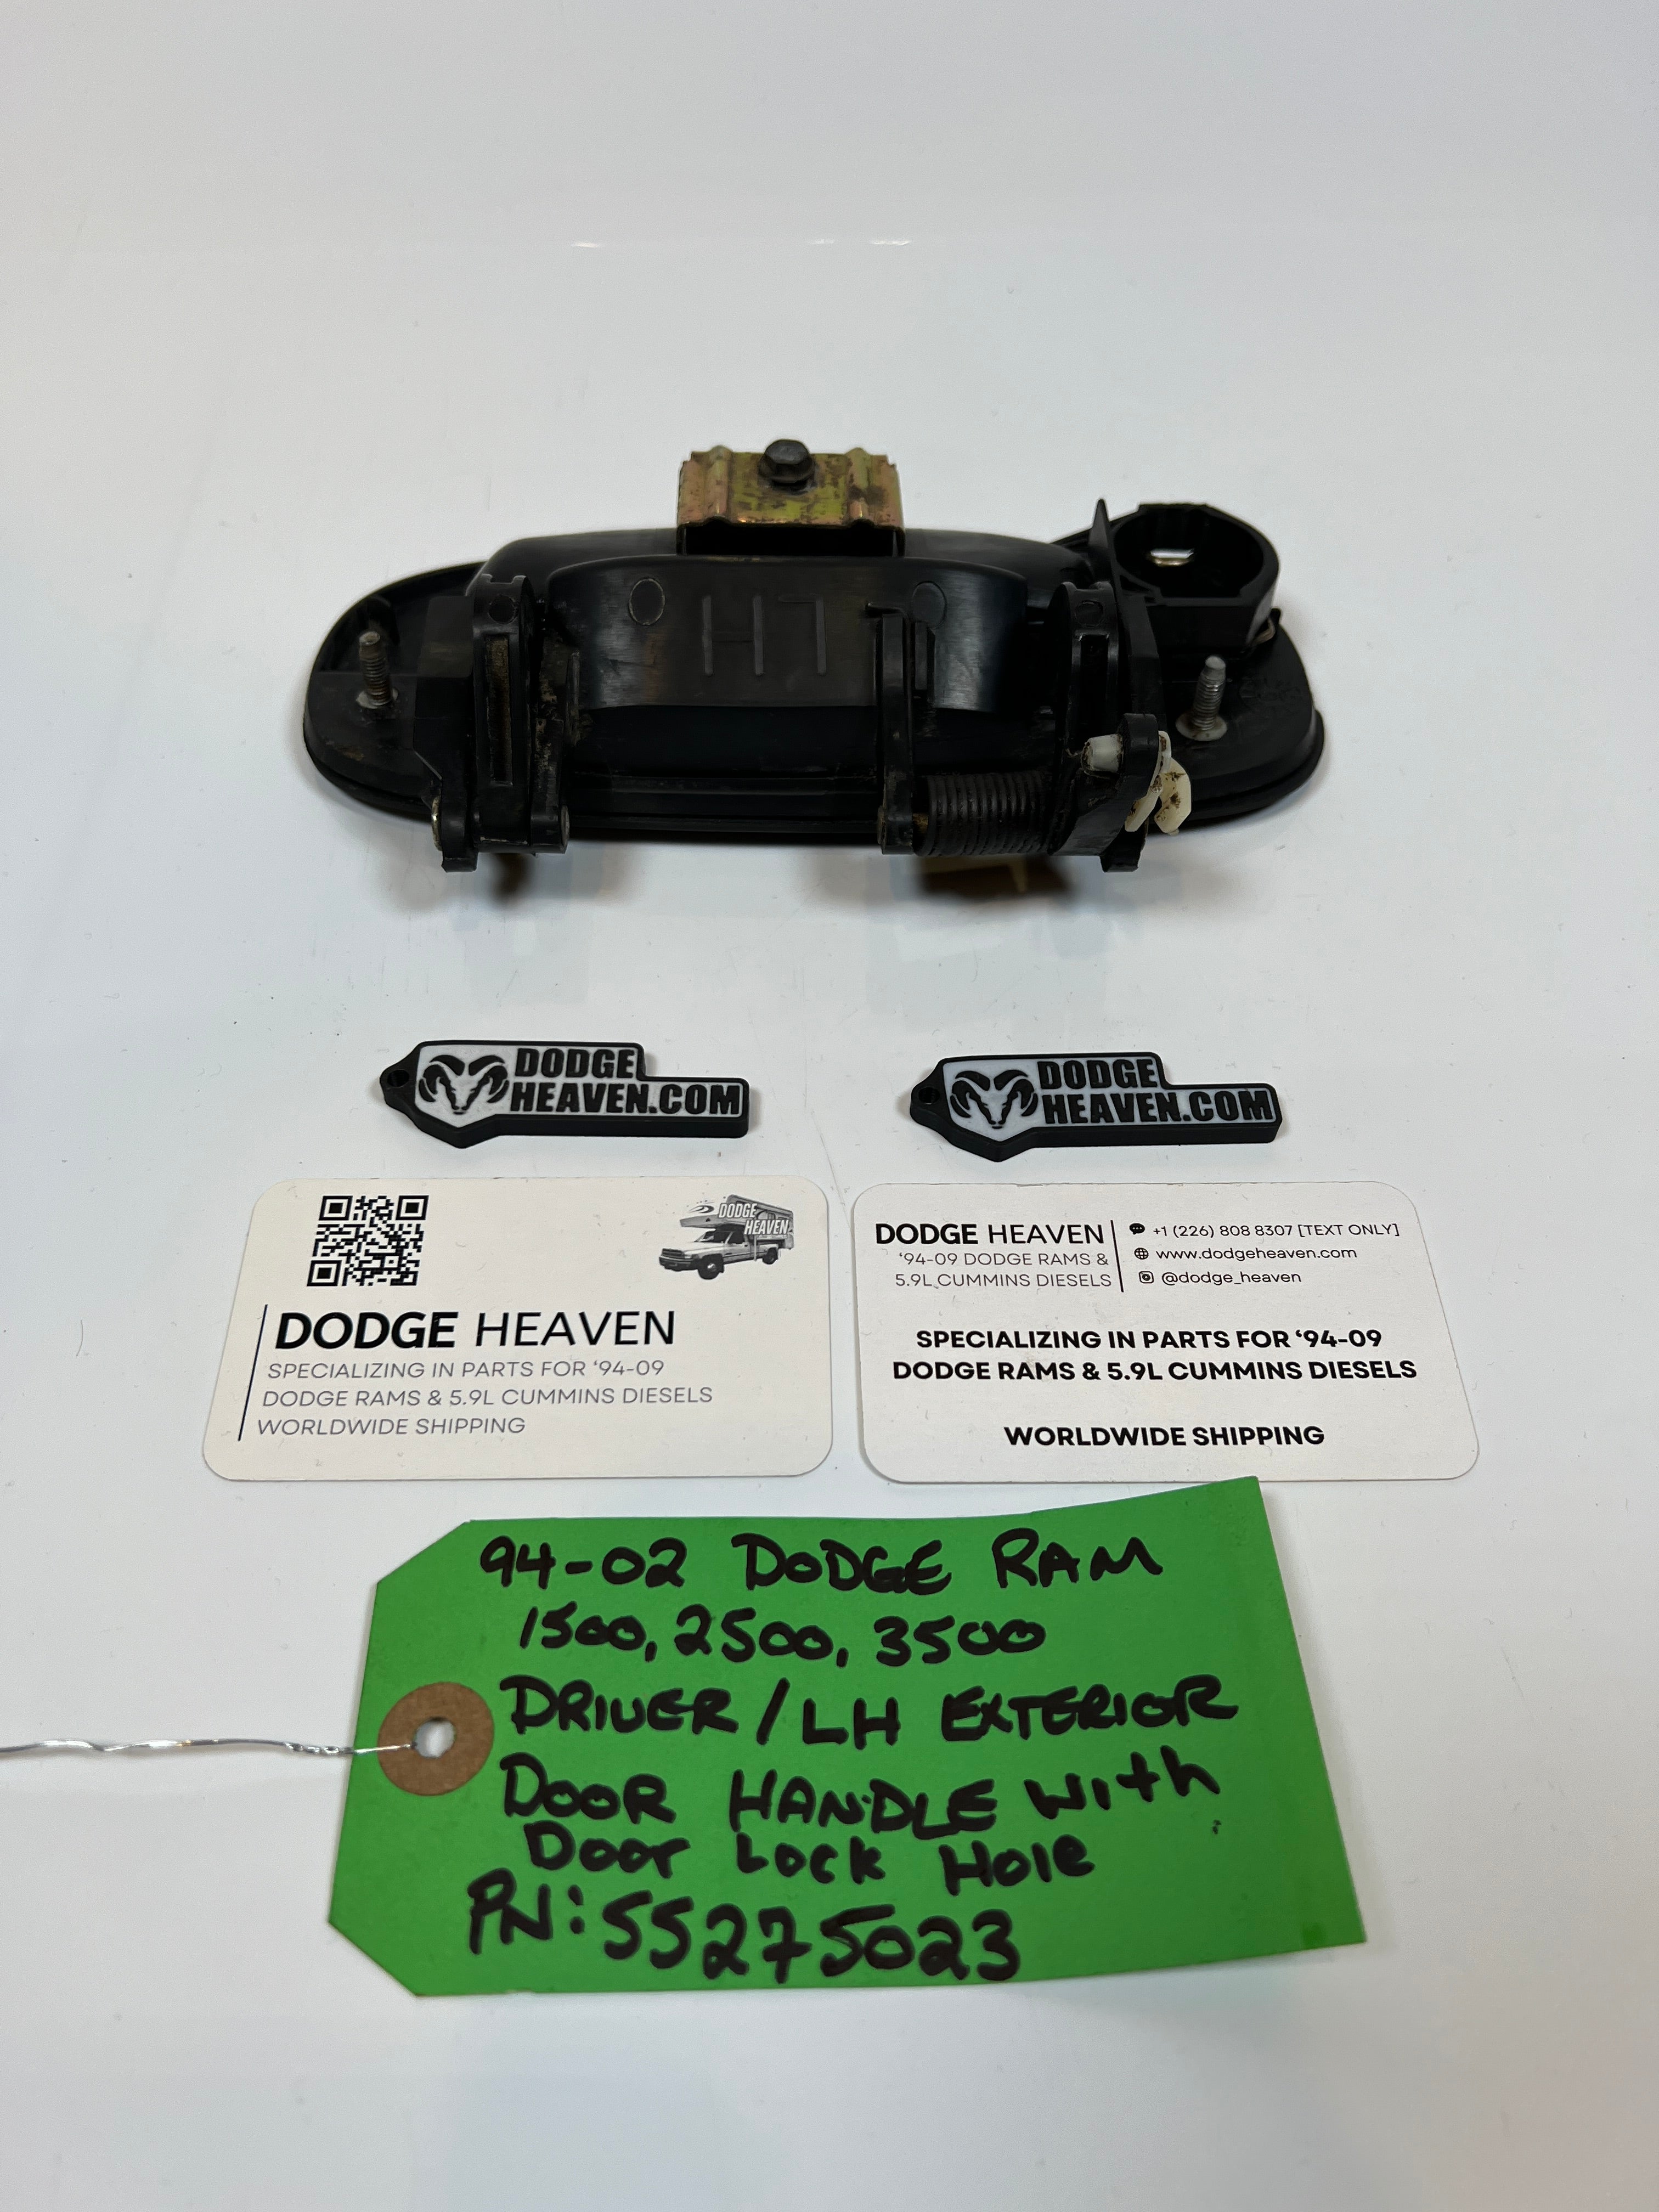 LH
DODGE
HEAVEN.COM
DODGE
HEAVEN.COM
DODGE
HEAVEN
DODGE HEAVEN
SPECIALIZING IN PARTS FOR ‘94-09
DODGE RAMS & 5.9L CUMMINS DIESELS
WORLDWIDE SHIPPING
DODGE HEAVEN
‘94-09 DODGE RAMS &
5.9L CUMMINS DIESELS
+1 (226) 808 8307 [TEXT ONLY]
www.dodgeheaven.com
@dodge_heaven
SPECIALIZING IN PARTS FOR ‘94-09
DODGE RAMS & 5.9L CUMMINS DIESELS
WORLDWIDE SHIPPING
94-02 DODGE RAM
1500, 2500, 3500
DRIVER/LH EXTERIOR
DOOR HANDLE WITH
DOOR LOCK HOLE
PN: 55275023